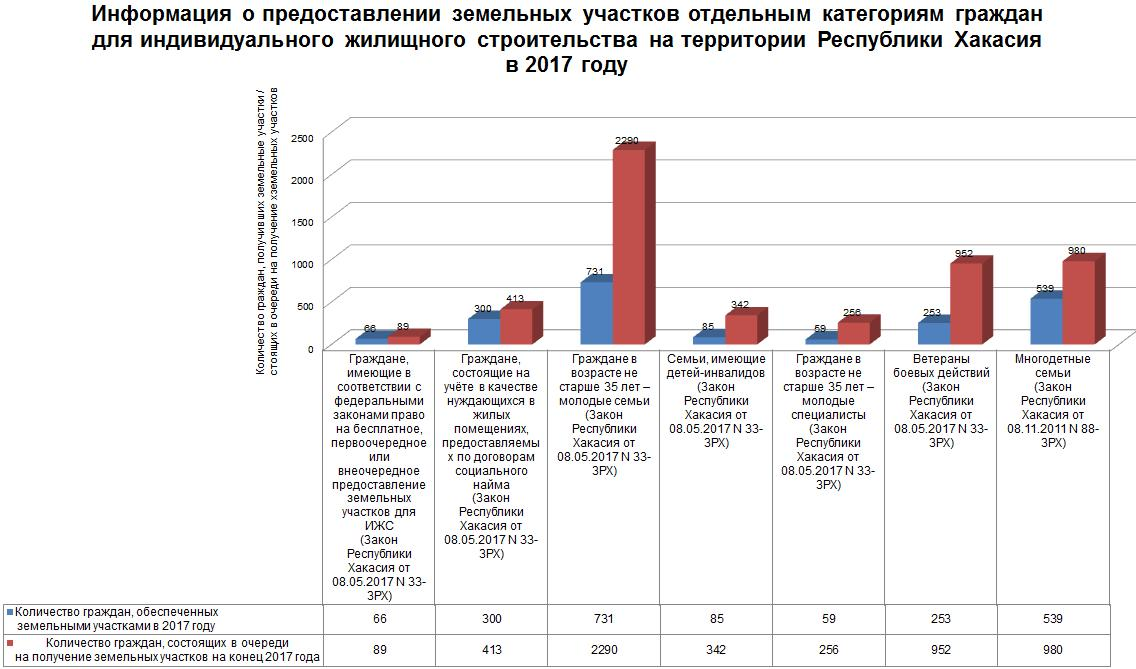 Информация о предоставлении земельных участков отдельным категориям граждан
для индивидуального жилищного строительства на территории Республики Хакасия
в 2017 году
Количество граждан, получивших земельные участки/
стоящих в очереди на получение хземельных участков
2500
2000
1500
1000
500
0
66
89
300
413
731
2290
85
342
59
256
253
952
539
980
Граждане,
имеющие в
соответствии с
федеральными
законами право
на бесплатное,
первоочередное
или
внеочередное
предоставление
земельных
участков для
ИЖС
(Закон
Республики
Хакасия от
08.05.2017 N 33-
ЗРХ)
Граждане,
состоящие на
учёте в качестве
нуждающихся в
жилых
помещениях,
предоставляемы
х по договорам
социального
найма
(Закон
Республики
Хакасия от
08.05.2017 N 33-
ЗРХ)
Граждане в
возрасте не
старше 35 лет –
молодые семьи
(Закон
Республики
Хакасия от
08.05.2017 N 33-
ЗРХ)
Семьи, имеющие
детей-инвалидов
(Закон
Республики
Хакасия от
08.05.2017 N 33-
ЗРХ)
Граждане в
возрасте не
старше 35 лет –
молодые
специалисты
(Закон
Республики
Хакасия от
08.05.2017 N 33-
ЗРХ)
Ветераны
боевых действий
(Закон
Республики
Хакасия от
08.05.2017 N 33-
ЗРХ)
Многодетные
семьи
(Закон
Республики
Хакасия от
08.11.2011 N 88-
ЗРХ)
Количество граждан, обеспеченных
земельными участками в 2017 году
66 300 731 85 59 253 539
Количество граждан, состоящих в очереди
на получение земельных участков на конец 2017 года
89 413 2290 342 256 952 980